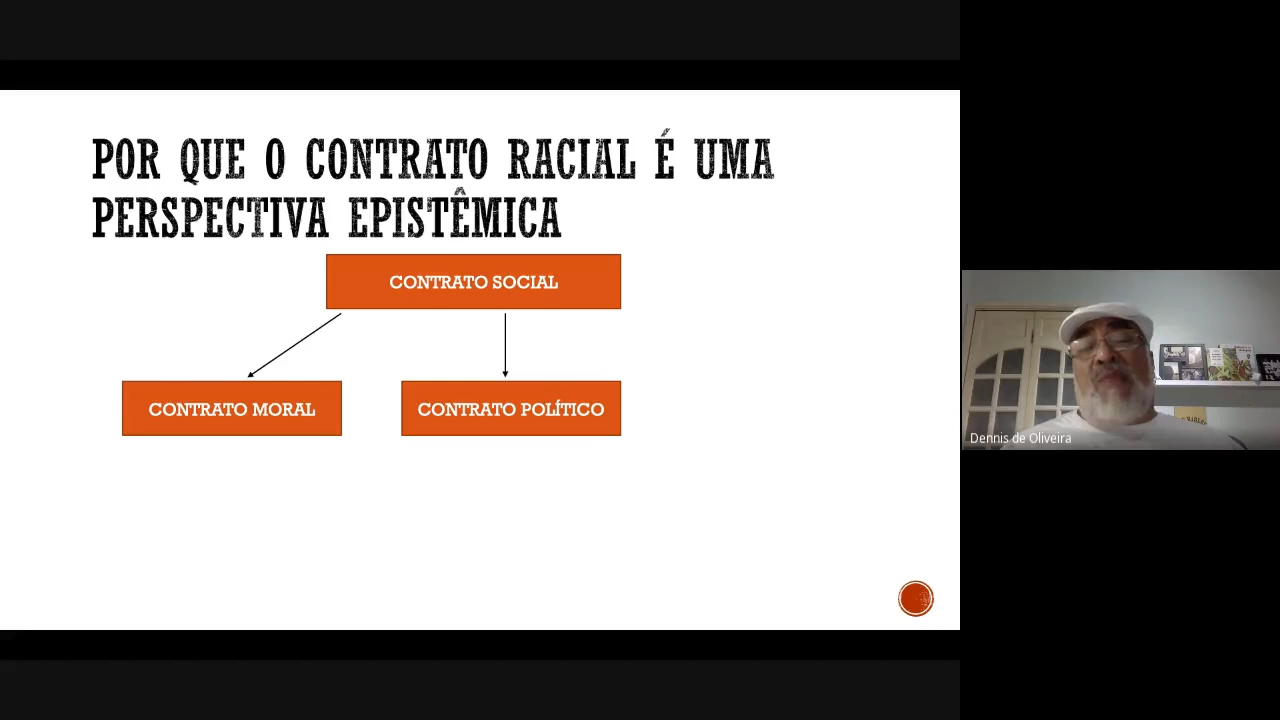 POR QUE O CONTRATO RACIAL É UMA
PERSPECTIVA EPISTÊMICA
CONTRATO SOCIAL
CONTRATO MORAL
CONTRATO POLÍTICO
Dennis de Oliveira